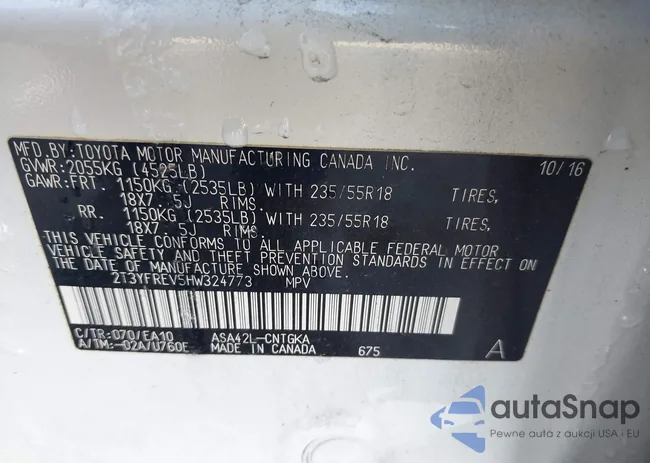 MFD.BY:TOYOTA MOTOR MANUFACTURING CANADA INC. 10/16
GVWR:2055KG (4525LB)
GAWR:FRT. 1150KG (2535LB) WITH 235/55R18 TIRES,
18X7 5J RIMS.
RR. 1150KG (2535LB) WITH 235/55R18 TIRES,
18X7 5J RIMS.
THIS VEHICLE CONFORMS TO ALL APPLICABLE FEDERAL MOTOR
VEHICLE SAFETY AND THEFT PREVENTION STANDARDS IN EFFECT ON
THE DATE OF MANUFACTURE SHOWN ABOVE.
2T3YFREV5HW324773 MPV
C/TR:070/EA10 ASA42L-CNTGKA
A/TM:-02A/U760E MADE IN CANADA 675 A
autaSnap
Pewne auto z aukcji USA i EU